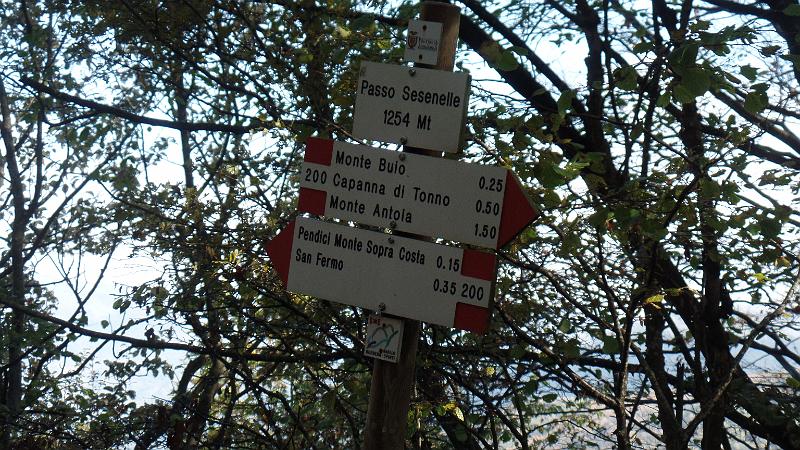 Passo Sesenelle
1254 Mt
Monte Buio 0.25
200 Capanna di Tonno 0.50
Monte Antola 1.50
Pendici Monte Sopra Costa 0.15
San Fermo 0.35 200